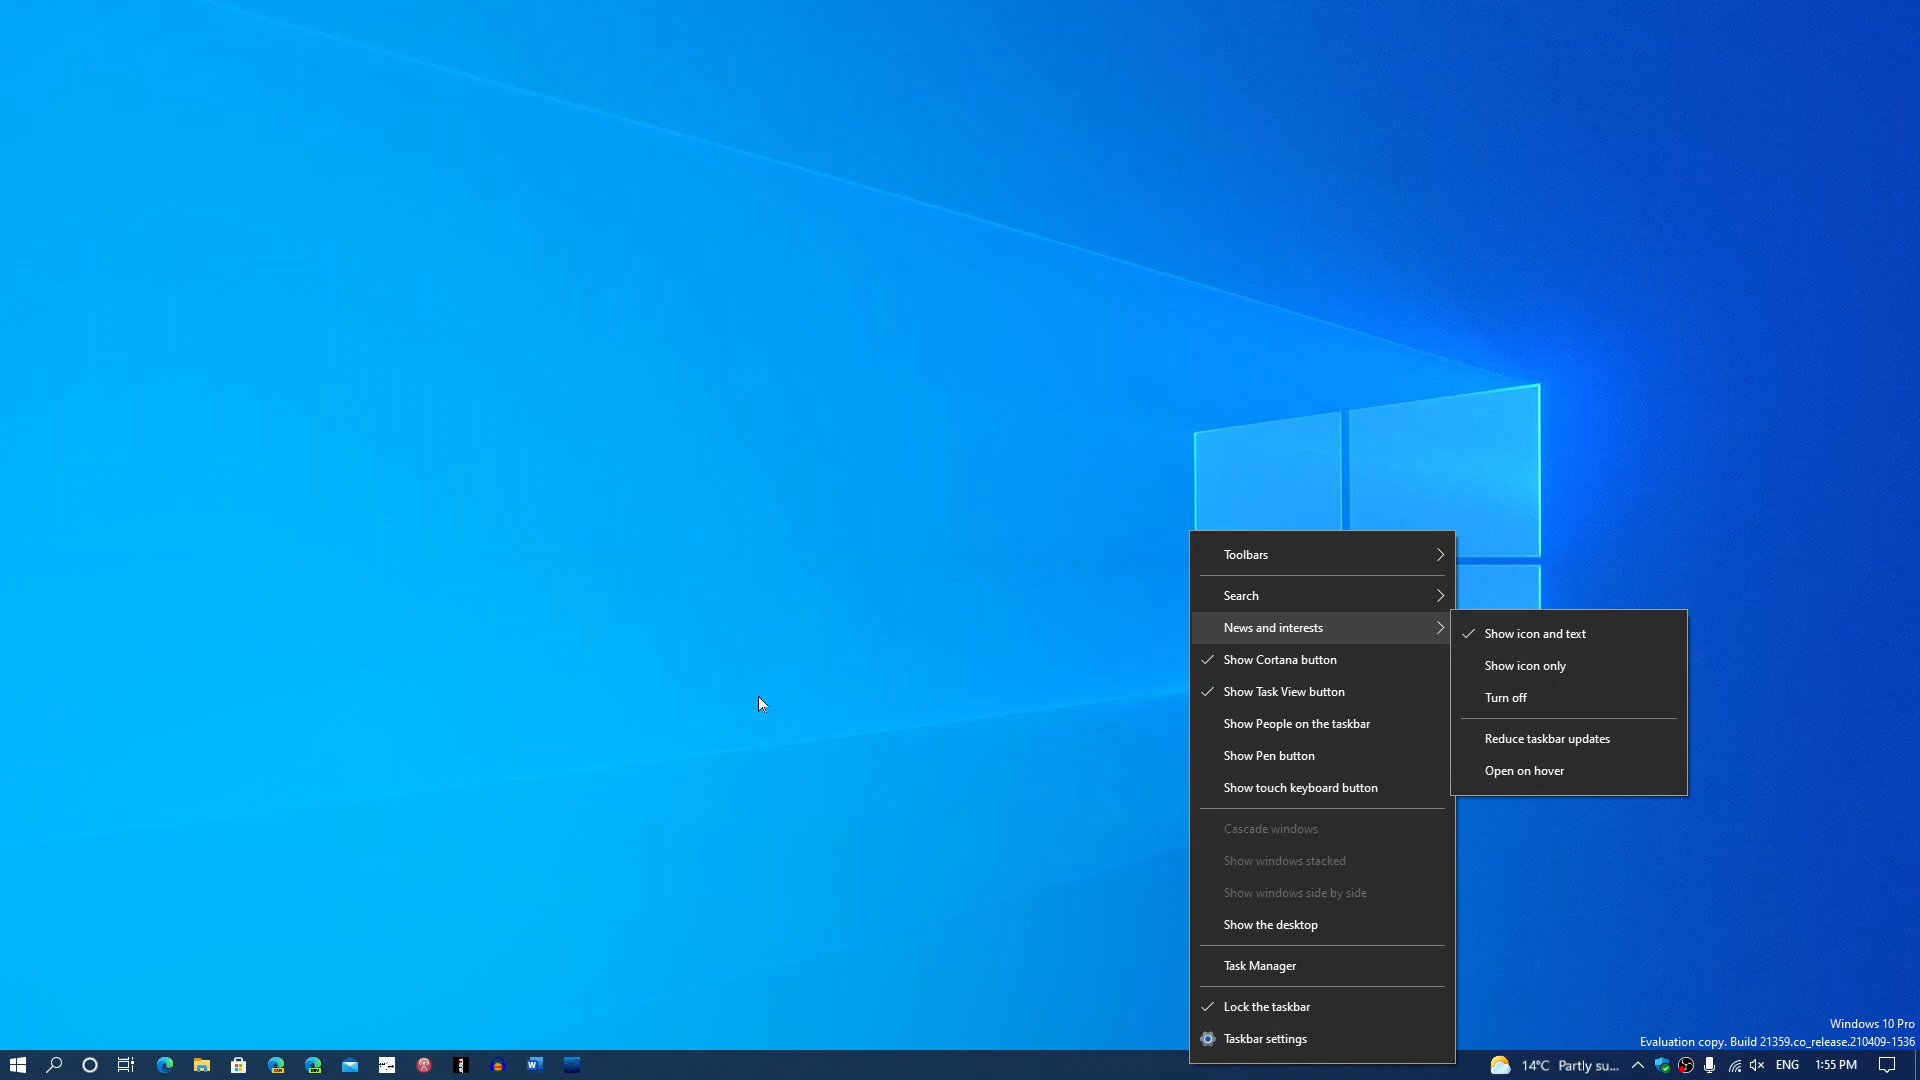 Toolbars
Search
News and interests
Show Cortana button
Show Task View button
Show People on the taskbar
Show Pen button
Show touch keyboard button
Cascade windows
Show windows stacked
Show windows side by side
Show the desktop
Task Manager
Lock the taskbar
Taskbar settings
Show icon and text
Show icon only
Turn off
Reduce taskbar updates
Open on hover
Windows 10 Pro
Evaluation copy. Build 21359.co_release.210409-1536
14°C Partly su... ENG 1:55 PM